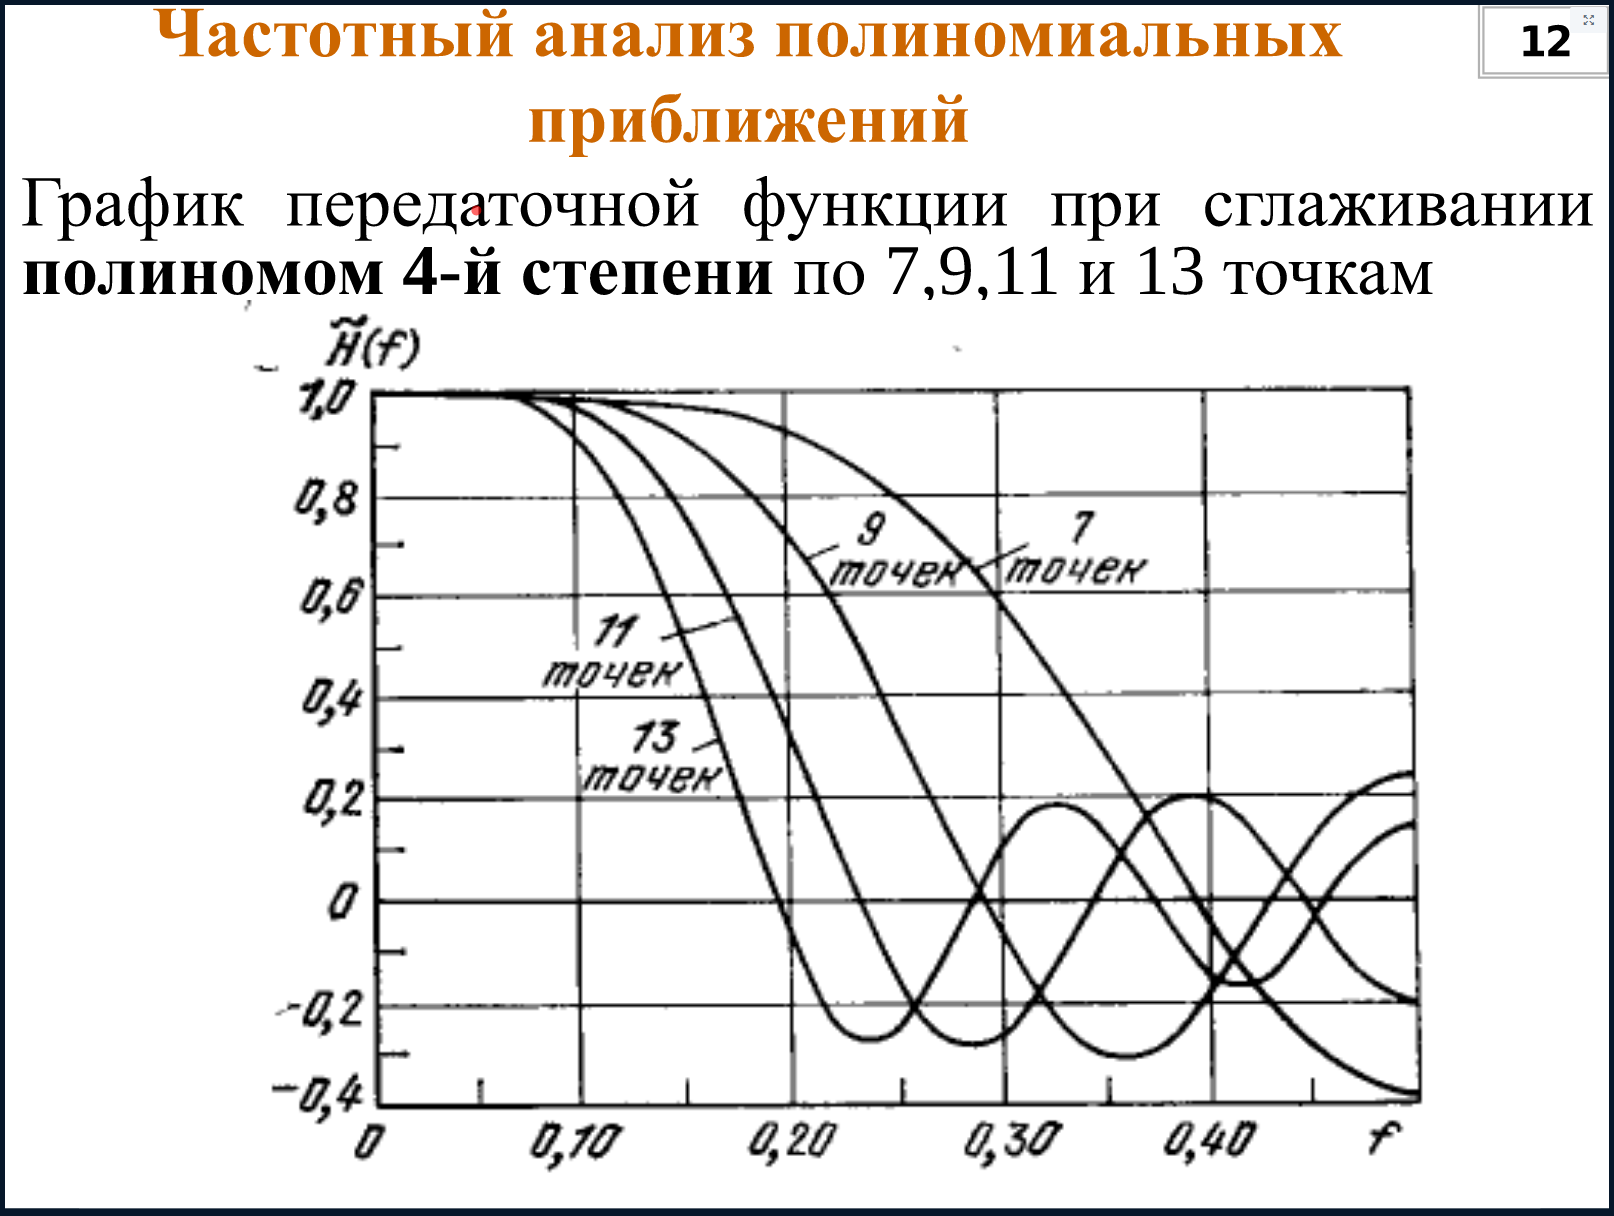 Частотный анализ полиномиальных
12
приближений
График передаточной функции при сглаживании
полиномом 4-й степени по 7,9,11 и 13 точкам
H̃(f)
1,0
0,8
9
точек
7
точек
0,6
11
точек
0,4
13
точек
0,2
0
-0,2
-0,4
0 0,10 0,20 0,30 0,40 f